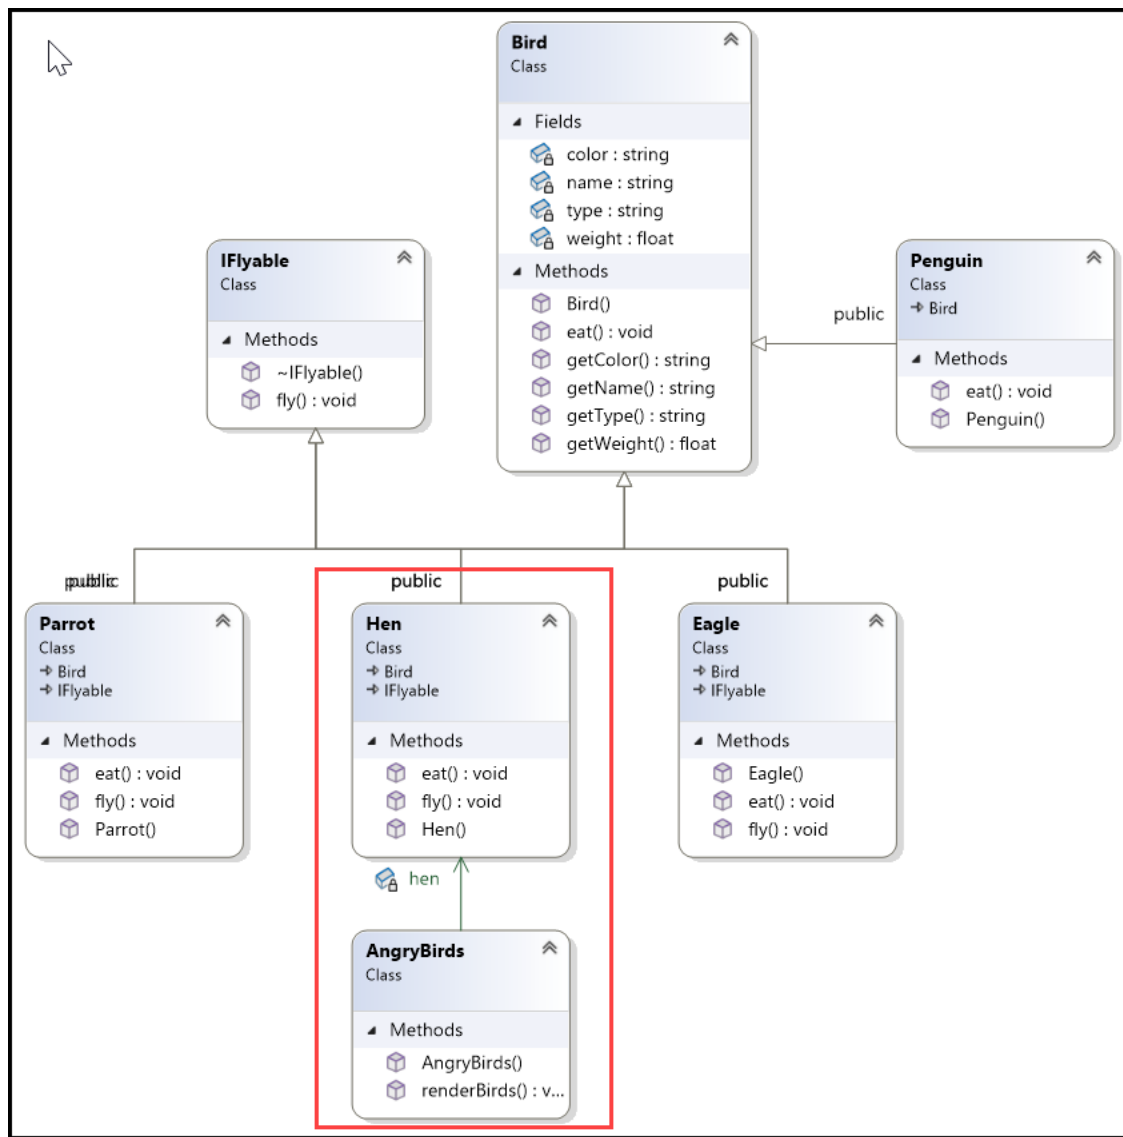 Bird
Class
Fields
color : string
name : string
type : string
weight : float
Methods
Bird()
eat() : void
getColor() : string
getName() : string
getType() : string
getWeight() : float
IFlyable
Class
Methods
~IFlyable()
fly() : void
public
Penguin
Class
Bird
Methods
eat() : void
Penguin()
public
public
public
Parrot
Class
Bird
IFlyable
Methods
eat() : void
fly() : void
Parrot()
Hen
Class
Bird
IFlyable
Methods
eat() : void
fly() : void
Hen()
Eagle
Class
Bird
IFlyable
Methods
Eagle()
eat() : void
fly() : void
hen
AngryBirds
Class
Methods
AngryBirds()
renderBirds() : v...